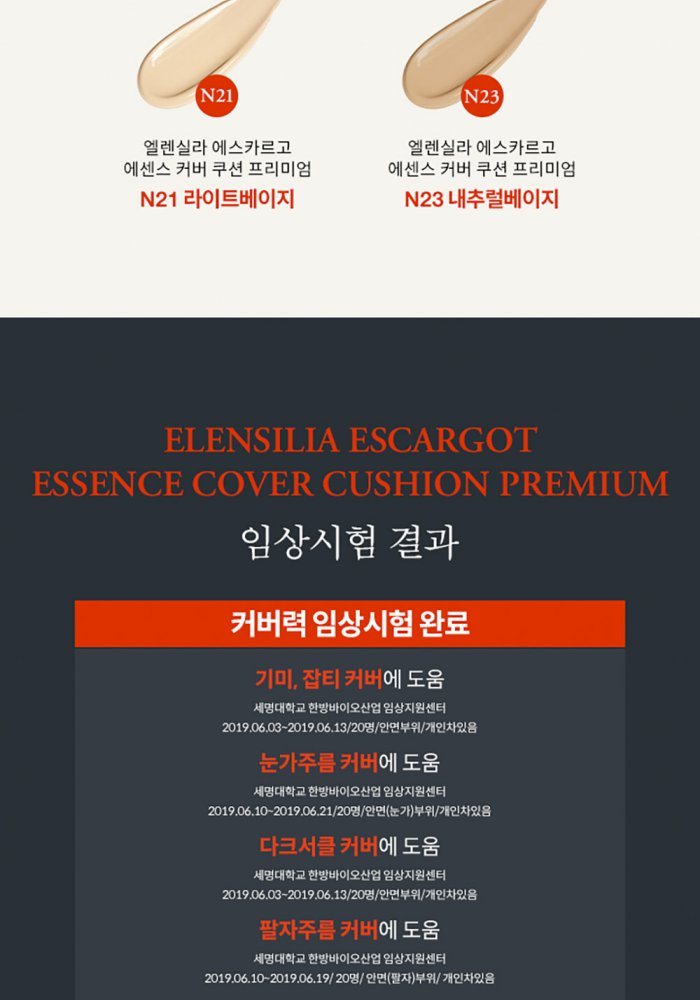 N21
N23
엘렌실라 에스카르고
에센스 커버 쿠션 프리미엄
N21 라이트베이지
엘렌실라 에스카르고
에센스 커버 쿠션 프리미엄
N23 내추럴베이지
ELENSILIA ESCARGOT
ESSENCE COVER CUSHION PREMIUM
임상시험 결과
커버력 임상시험 완료
기미, 잡티 커버에 도움
세명대학교 한방바이오산업 임상지원센터
2019.06.03~2019.06.13/20명/안면부위/개인차있음
눈가주름 커버에 도움
세명대학교 한방바이오산업 임상지원센터
2019.06.10~2019.06.21/20명/안면(눈가)부위/개인차있음
다크서클 커버에 도움
세명대학교 한방바이오산업 임상지원센터
2019.06.03~2019.06.13/20명/안면부위/개인차있음
팔자주름 커버에 도움
세명대학교 한방바이오산업 임상지원센터
2019.06.10~2019.06.19/ 20명/ 안면(팔자)부위/ 개인차있음